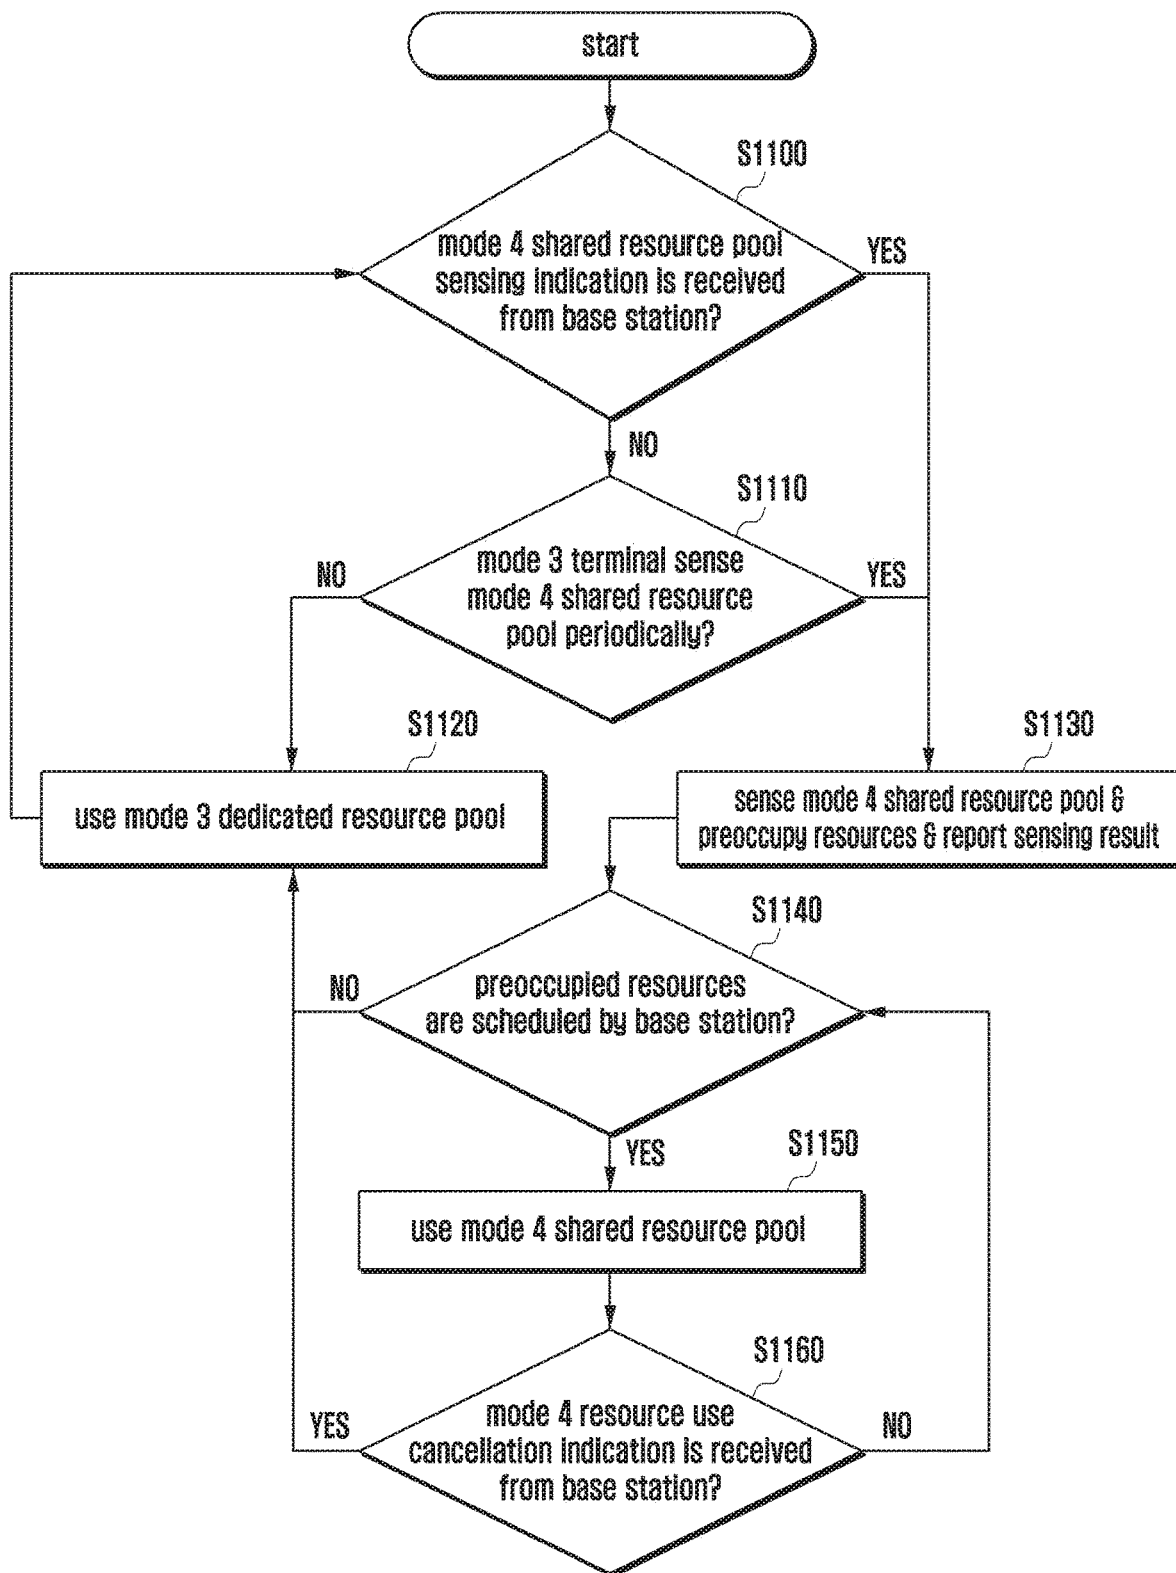 start
S1100
mode 4 shared resource pool
sensing indication is received
from base station?
YES
NO
S1110
mode 3 terminal sense
mode 4 shared resource
pool periodically?
NO
YES
S1120
use mode 3 dedicated resource pool
S1130
sense mode 4 shared resource pool &
preoccupy resources & report sensing result
S1140
preoccupied resources
are scheduled by base station?
NO
YES
S1150
use mode 4 shared resource pool
S1160
mode 4 resource use
cancellation indication is received
from base station?
YES
NO